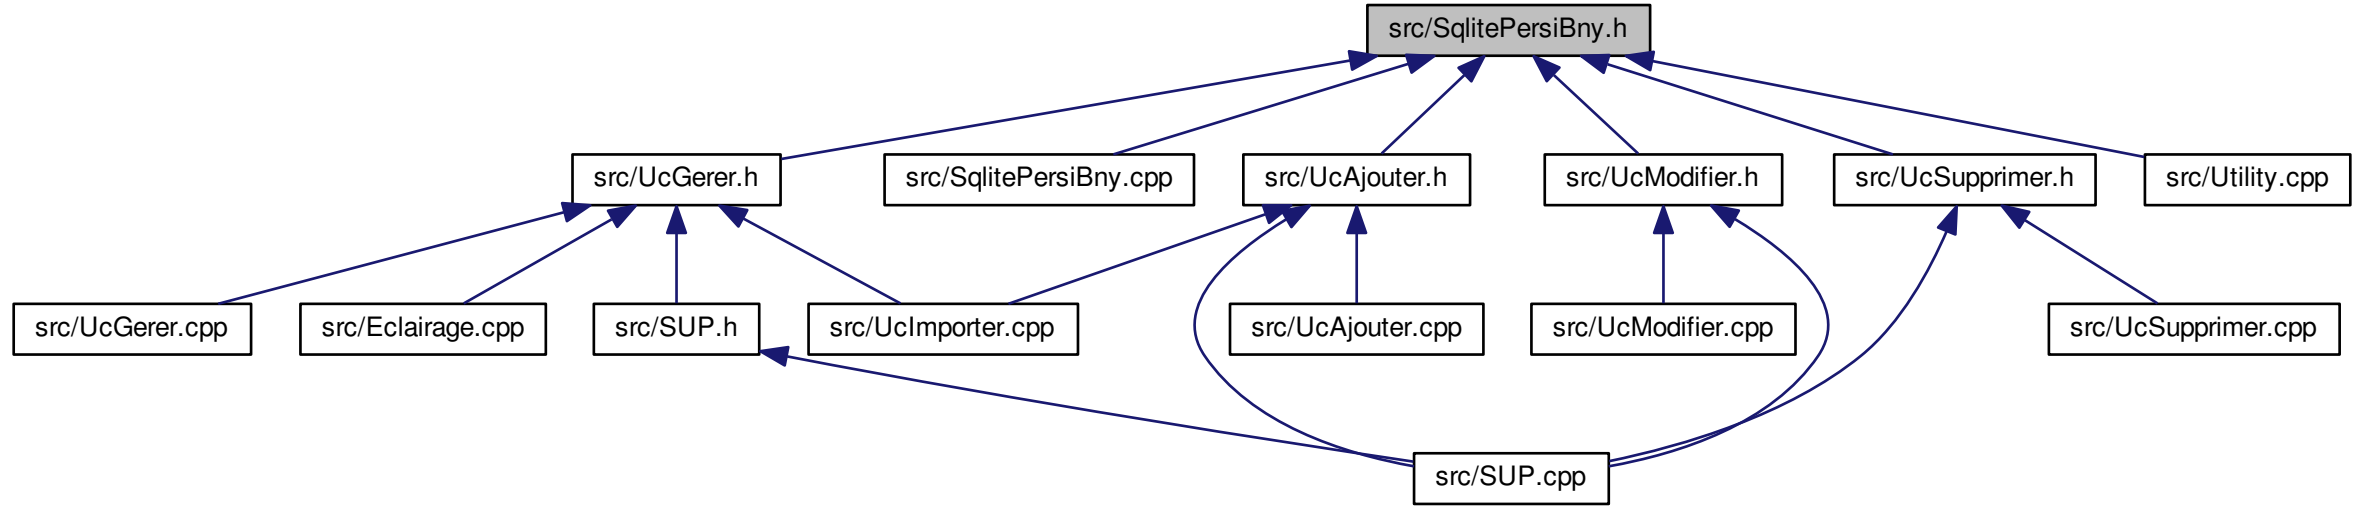 src/SqlitePersiBny.h
src/UcGerer.h
src/SqlitePersiBny.cpp
src/UcAjouter.h
src/UcModifier.h
src/UcSupprimer.h
src/Utility.cpp
src/UcGerer.cpp
src/Eclairage.cpp
src/SUP.h
src/UcImporter.cpp
src/UcAjouter.cpp
src/UcModifier.cpp
src/UcSupprimer.cpp
src/SUP.cpp